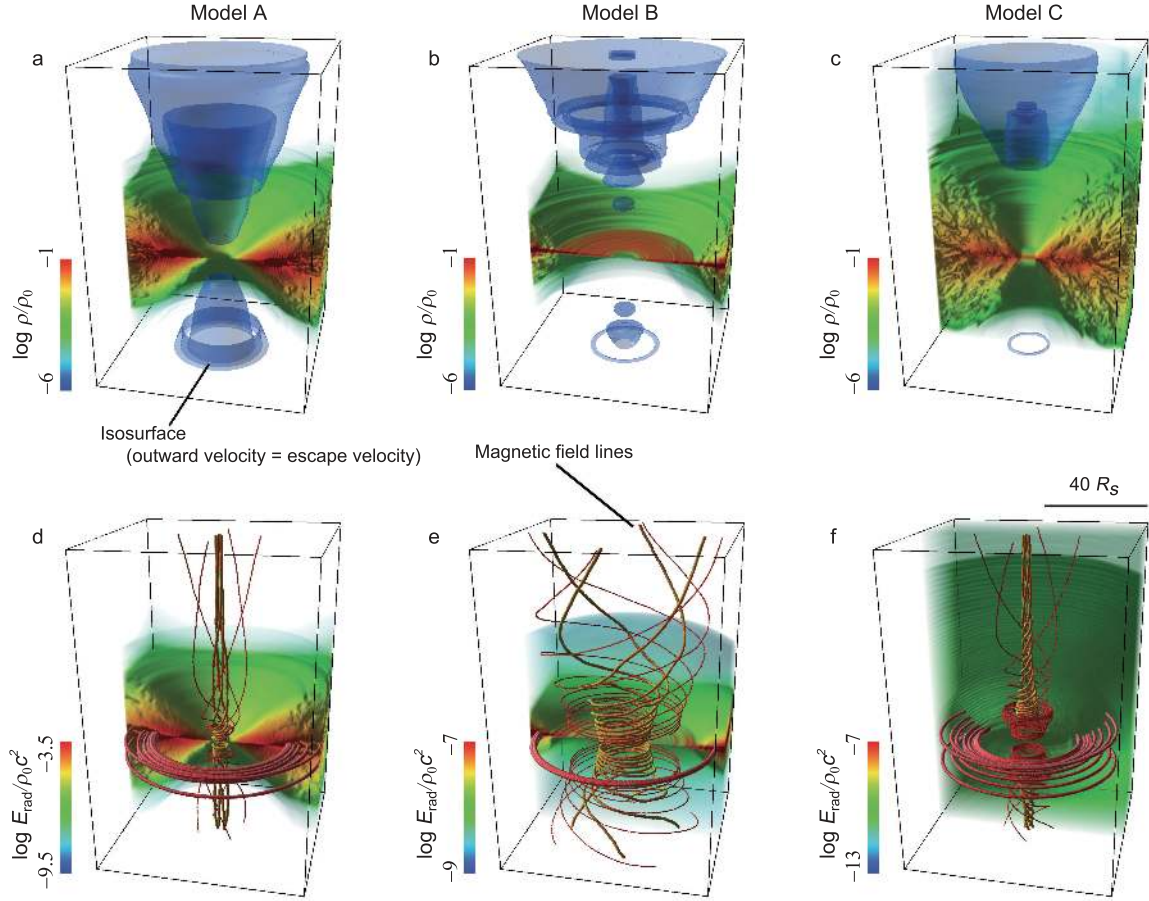 Model A
Model B
Model C
a
b
c
−1
log ρ/ρ0
−6
−1
log ρ/ρ0
−6
−1
log ρ/ρ0
−6
Isosurface
(outward velocity = escape velocity)
Magnetic field lines
40 RS
d
e
f
−3.5
log Erad/ρ0c²
−9.5
−7
log Erad/ρ0c²
−9
−7
log Erad/ρ0c²
−13